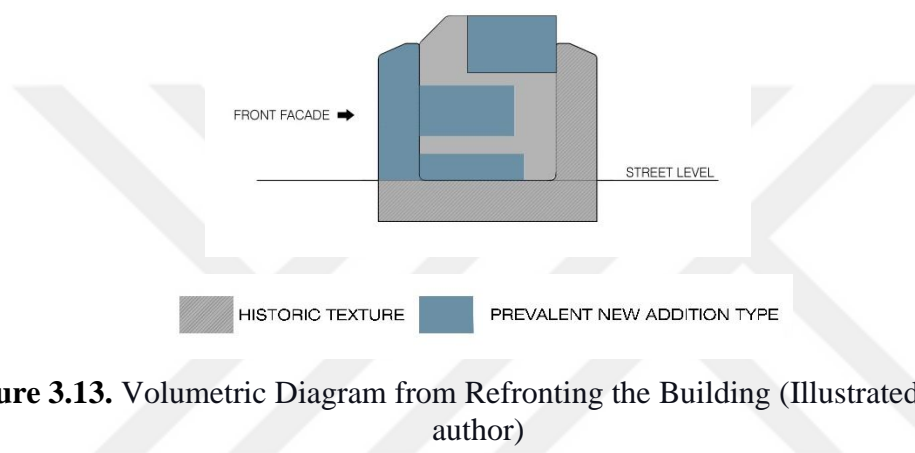 FRONT FACADE
STREET LEVEL
HISTORIC TEXTURE
PREVALENT NEW ADDITION TYPE
ure 3.13. Volumetric Diagram from Refronting the Building (Illustrated
author)